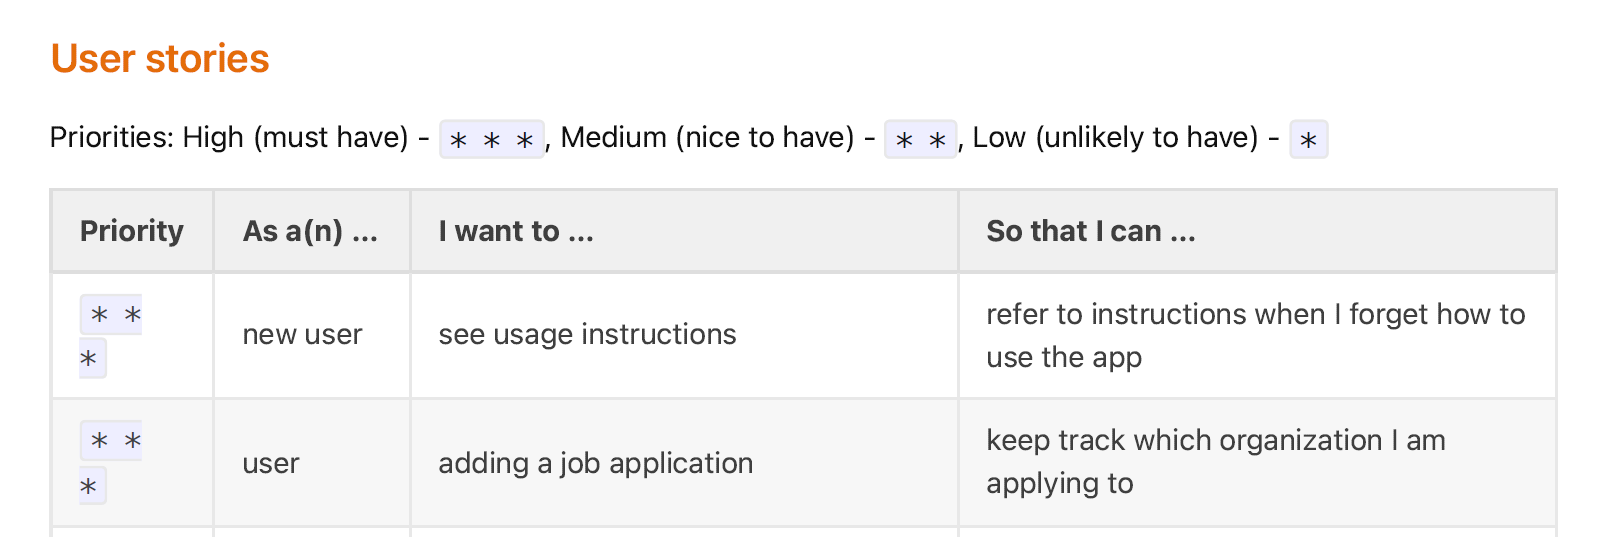 User stories
Priorities: High (must have) - * * *, Medium (nice to have) - * *, Low (unlikely to have) - *
Priority As a(n) ... I want to ... So that I can ...
* *
*
new user
see usage instructions
refer to instructions when I forget how to
use the app
* *
*
user
adding a job application
keep track which organization I am
applying to